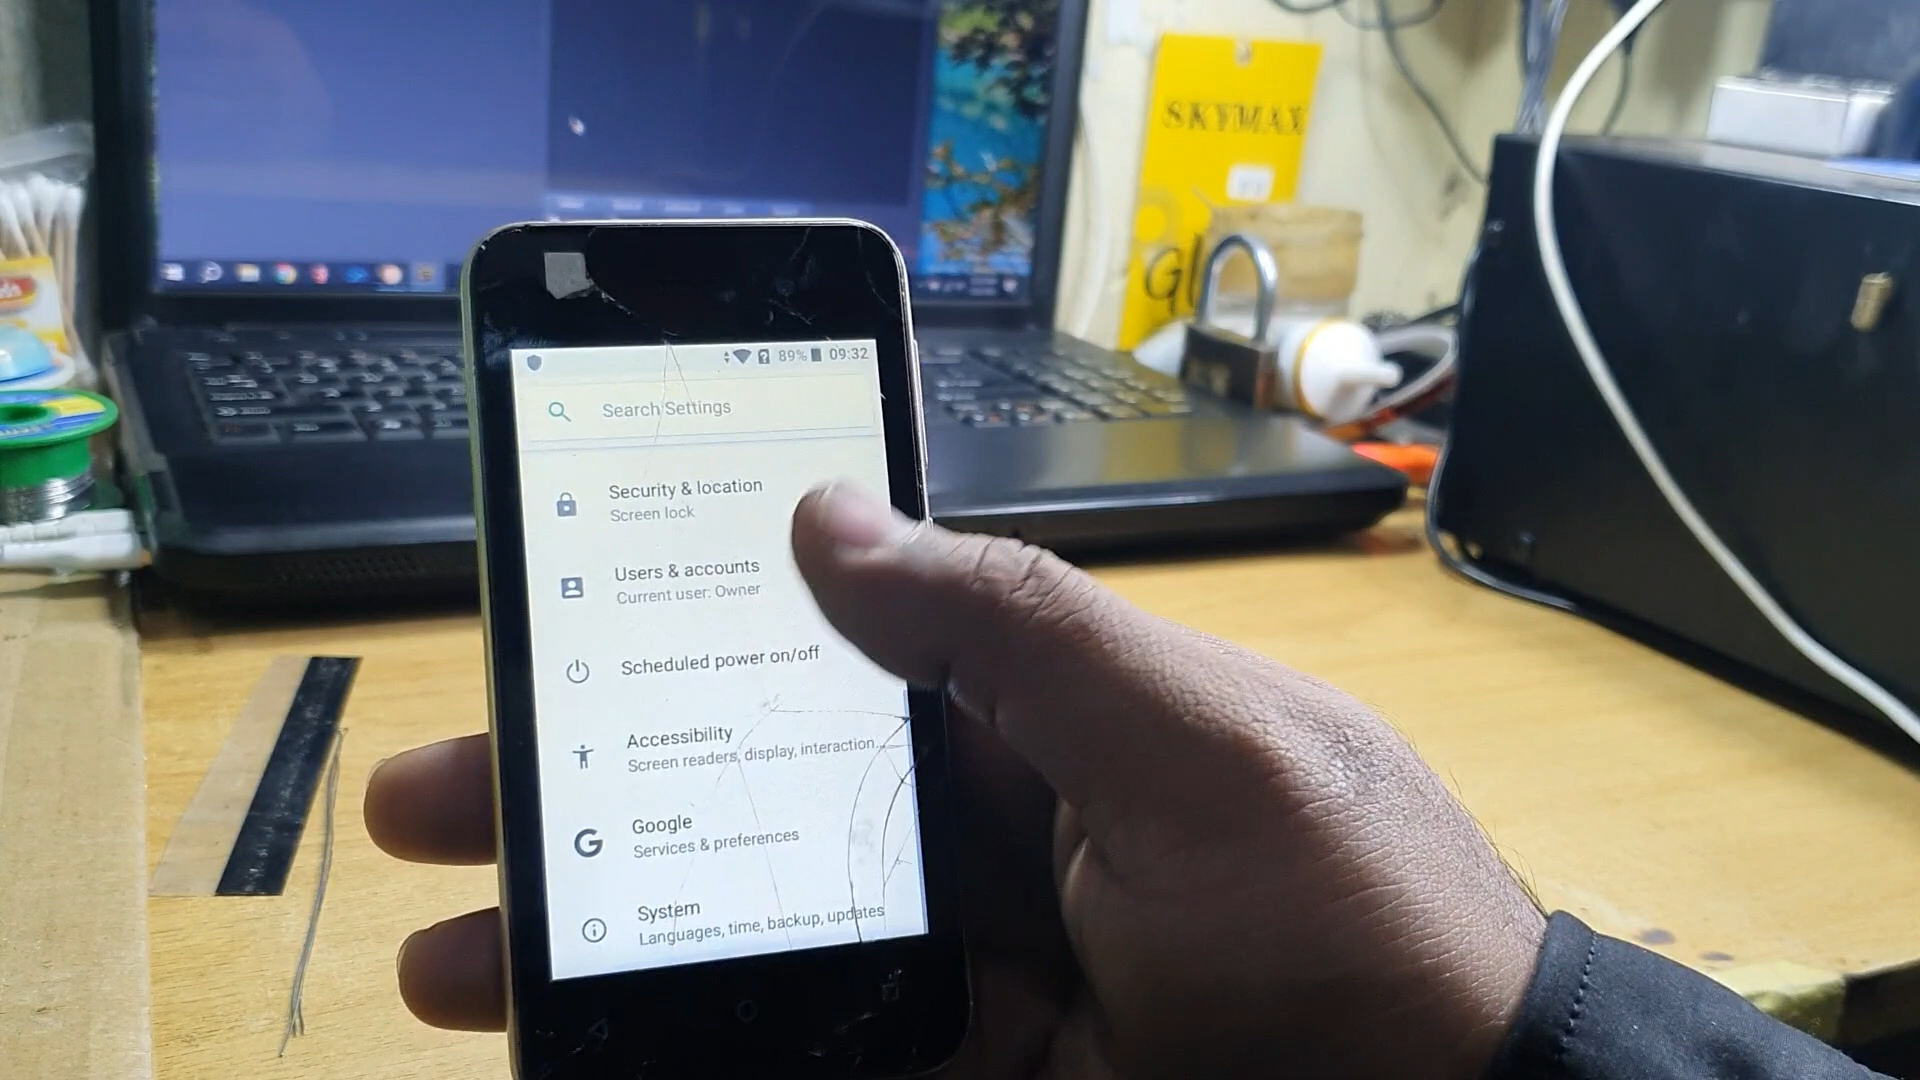 SKYMAX
89% 09:32
Search Settings
Security & location
Screen lock
Users & accounts
Current user: Owner
Scheduled power on/off
Accessibility
Screen readers, display, interaction...
Google
Services & preferences
System
Languages, time, backup, updates